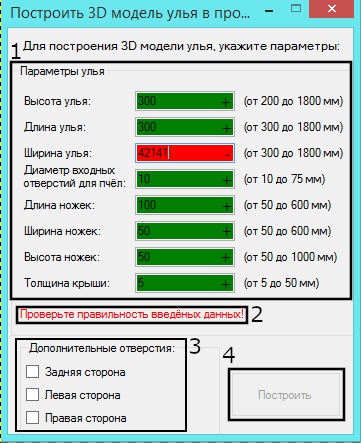 Построить 3D модель улья в про...
Для построения 3D модели улья, укажите параметры:
1
Параметры улья
Высота улья: 300 + (от 200 до 1800 мм)
Длина улья: 300 + (от 300 до 1800 мм)
Ширина улья: 42141 - (от 300 до 1800 мм)
Диаметр входных
отверстий для пчёл: 10 + (от 10 до 75 мм)
Длина ножек: 100 + (от 50 до 600 мм)
Ширина ножек: 50 + (от 50 до 600 мм)
Высота ножек: 50 + (от 50 до 1000 мм)
Толщина крыши: 5 + (от 5 до 50 мм)
Проверьте правильность введёных данных! 2
Дополнительные отверстия: 3
Задняя сторона
Левая сторона
Правая сторона
4
Построить